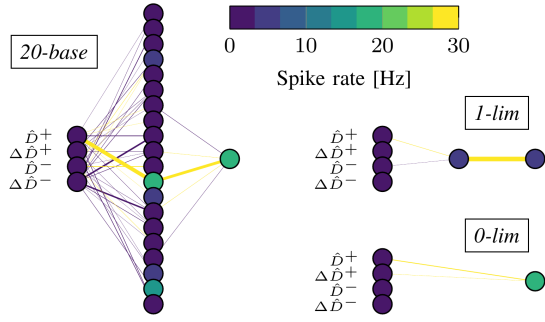 20-base
0
10
20
30
Spike rate [Hz]
D̂⁺
ΔD̂⁺
D̂⁻
ΔD̂⁻
1-lim
D̂⁺
ΔD̂⁺
D̂⁻
ΔD̂⁻
0-lim
D̂⁺
ΔD̂⁺
D̂⁻
ΔD̂⁻